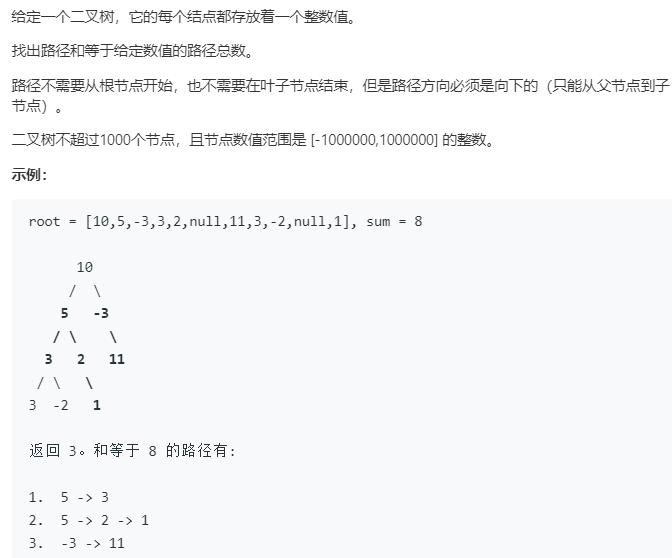 给定一个二叉树，它的每个结点都存放着一个整数值。
找出路径和等于给定数值的路径总数。
路径不需要从根节点开始，也不需要在叶子节点结束，但是路径方向必须是向下的（只能从父节点到子
节点）。
二叉树不超过1000个节点，且节点数值范围是 [-1000000,1000000] 的整数。
示例：
root = [10,5,-3,3,2,null,11,3,-2,null,1], sum = 8
10
/ \
5 -3
/ \ \
3 2 11
/ \ \
3 -2 1
返回 3。和等于 8 的路径有:
1. 5 -> 3
2. 5 -> 2 -> 1
3. -3 -> 11